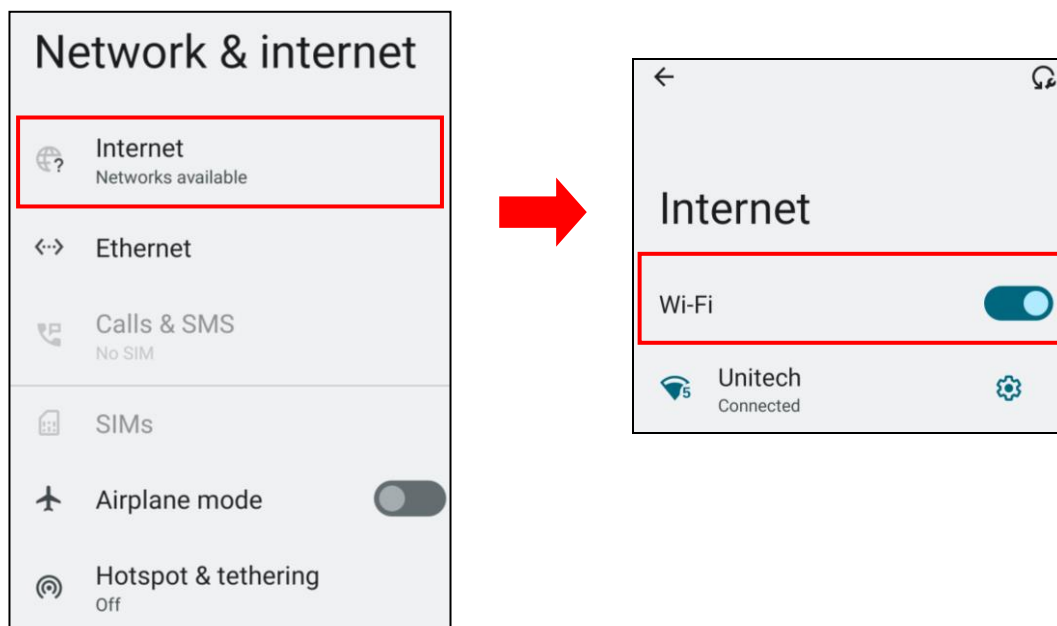 Network & internet
Internet
Networks available
Ethernet
Calls & SMS
No SIM
SIMs
Airplane mode
Hotspot & tethering
Off
Internet
Wi-Fi
Unitech
Connected